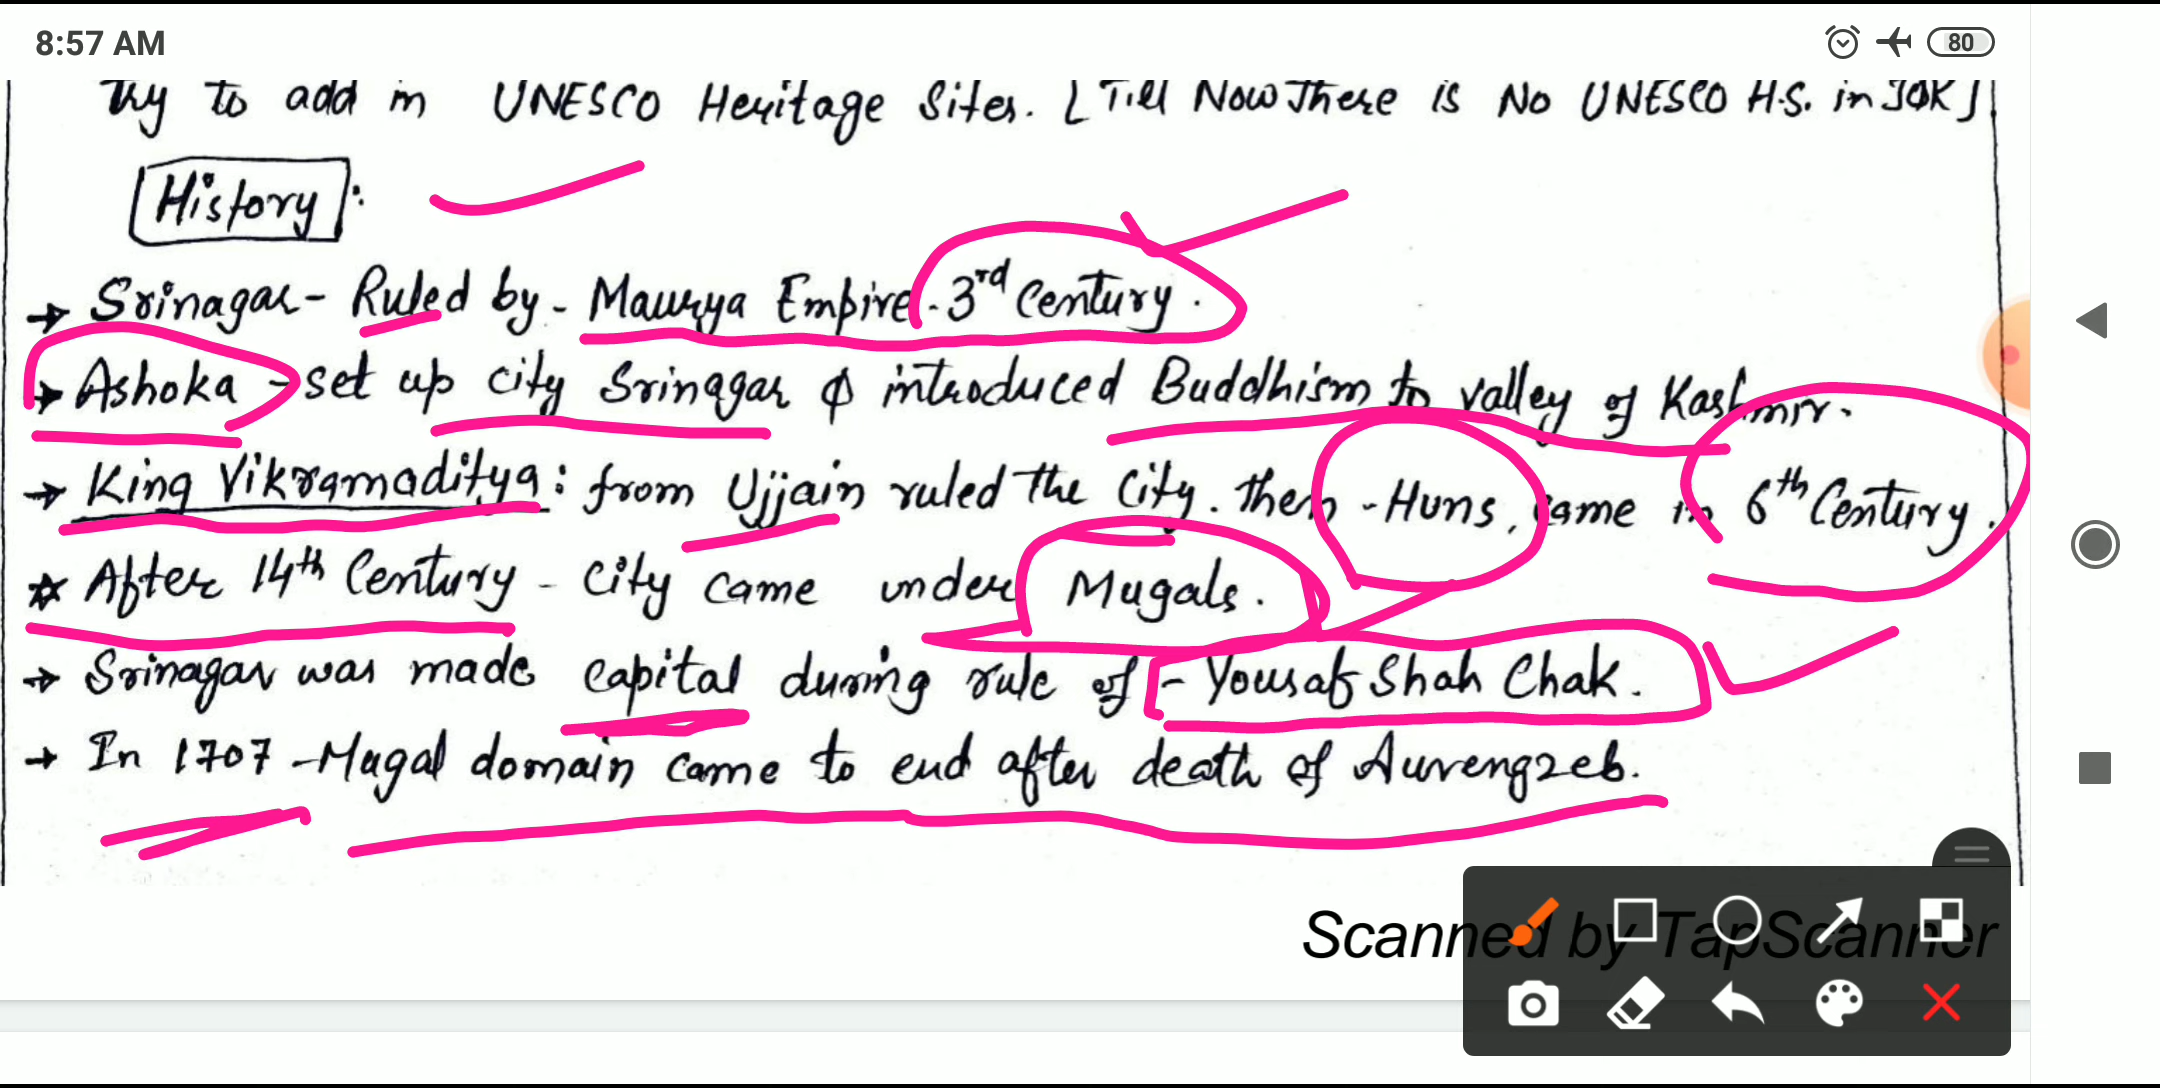 8:57 AM
80
Try to add in UNESCO Heritage Sites. [Till Now There is No UNESCO H.S. in J&K]
History :
→ Srinagar - Ruled by - Maurya Empire - 3rd Century .
→ Ashoka - set up city Srinagar & introduced Buddhism to valley of Kashmir.
→ King Vikramaditya : from Ujjain ruled the City. then - Huns, came in 6th Century.
☆ After 14th Century - City came under Mugals.
→ Srinagar was made capital during rule of - Yousaf Shah Chak.
→ In 1707 - Mugal domain came to end after death of Aurengzeb.
Scanned by TapScanner